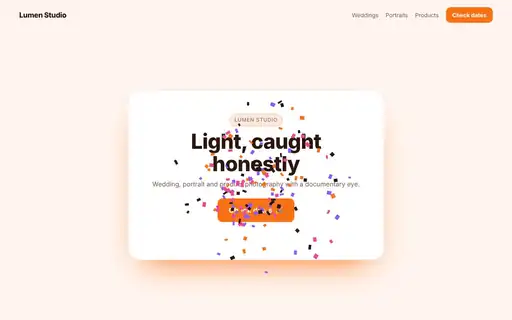 Lumen Studio
Weddings
Portraits
Products
Check dates
LUMEN STUDIO
Light, caught
honestly
Wedding, portrait and product photography with a documentary eye.